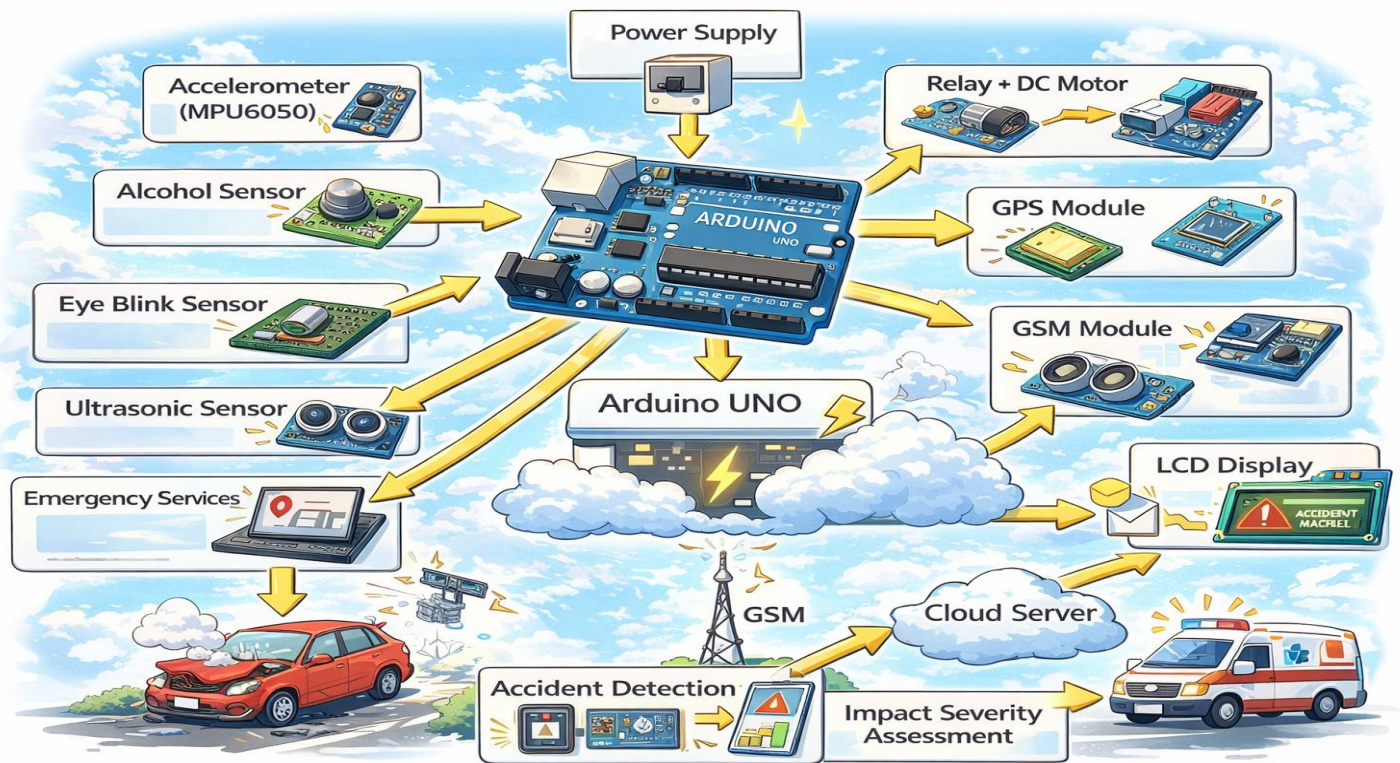 Power Supply
Accelerometer
(MPU6050)
Relay + DC Motor
Alcohol Sensor
ARDUINO
UNO
GPS Module
Eye Blink Sensor
GSM Module
Ultrasonic Sensor
Arduino UNO
LCD Display
Emergency Services
ACCIDENT
MACRIEL
GSM
Cloud Server
Accident Detection
Impact Severity
Assessment